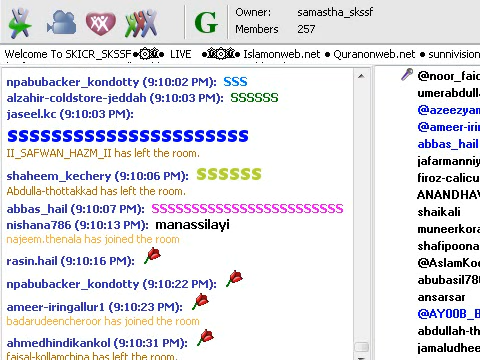 G Owner: samastha_skssf
Members 257
Welcome To SKICR_SKSSF LIVE Islamonweb.net ● Quranonweb.net ● sunnivision
npabubacker_kondotty (9:10:02 PM): SSS
alzahir-coldstore-jeddah (9:10:03 PM): SSSSSS
jaseel.kc (9:10:03 PM):
SSSSSSSSSSSSSSSSSSSSSS
II_SAFWAN_HAZM_II has left the room.
shaheem_kechery (9:10:06 PM): SSSSSS
Abdulla-thottakkad has left the room.
abbas_hail (9:10:07 PM): SSSSSSSSSSSSSSSSSSSSSSS
nishana786 (9:10:13 PM): manassilayi
najeem.thenala has joined the room
rasin.hail (9:10:16 PM):
npabubacker_kondotty (9:10:22 PM):
ameer-iringallur1 (9:10:23 PM):
badarudeencheroor has joined the room
ahmedhindikankol (9:10:31 PM):
faisal-kollamchina has left the room.
@noor_faic
umerabdull
@azeezyam
@ameer-irin
abbas_hail
jafarmanniy
firoz-calicu
ANANDHAV
shaikali
muneerkora
shafipoona
@AslamKoo
abubasil786
ansarsar
@AY00B_B
abdullah-th
jamaludhee